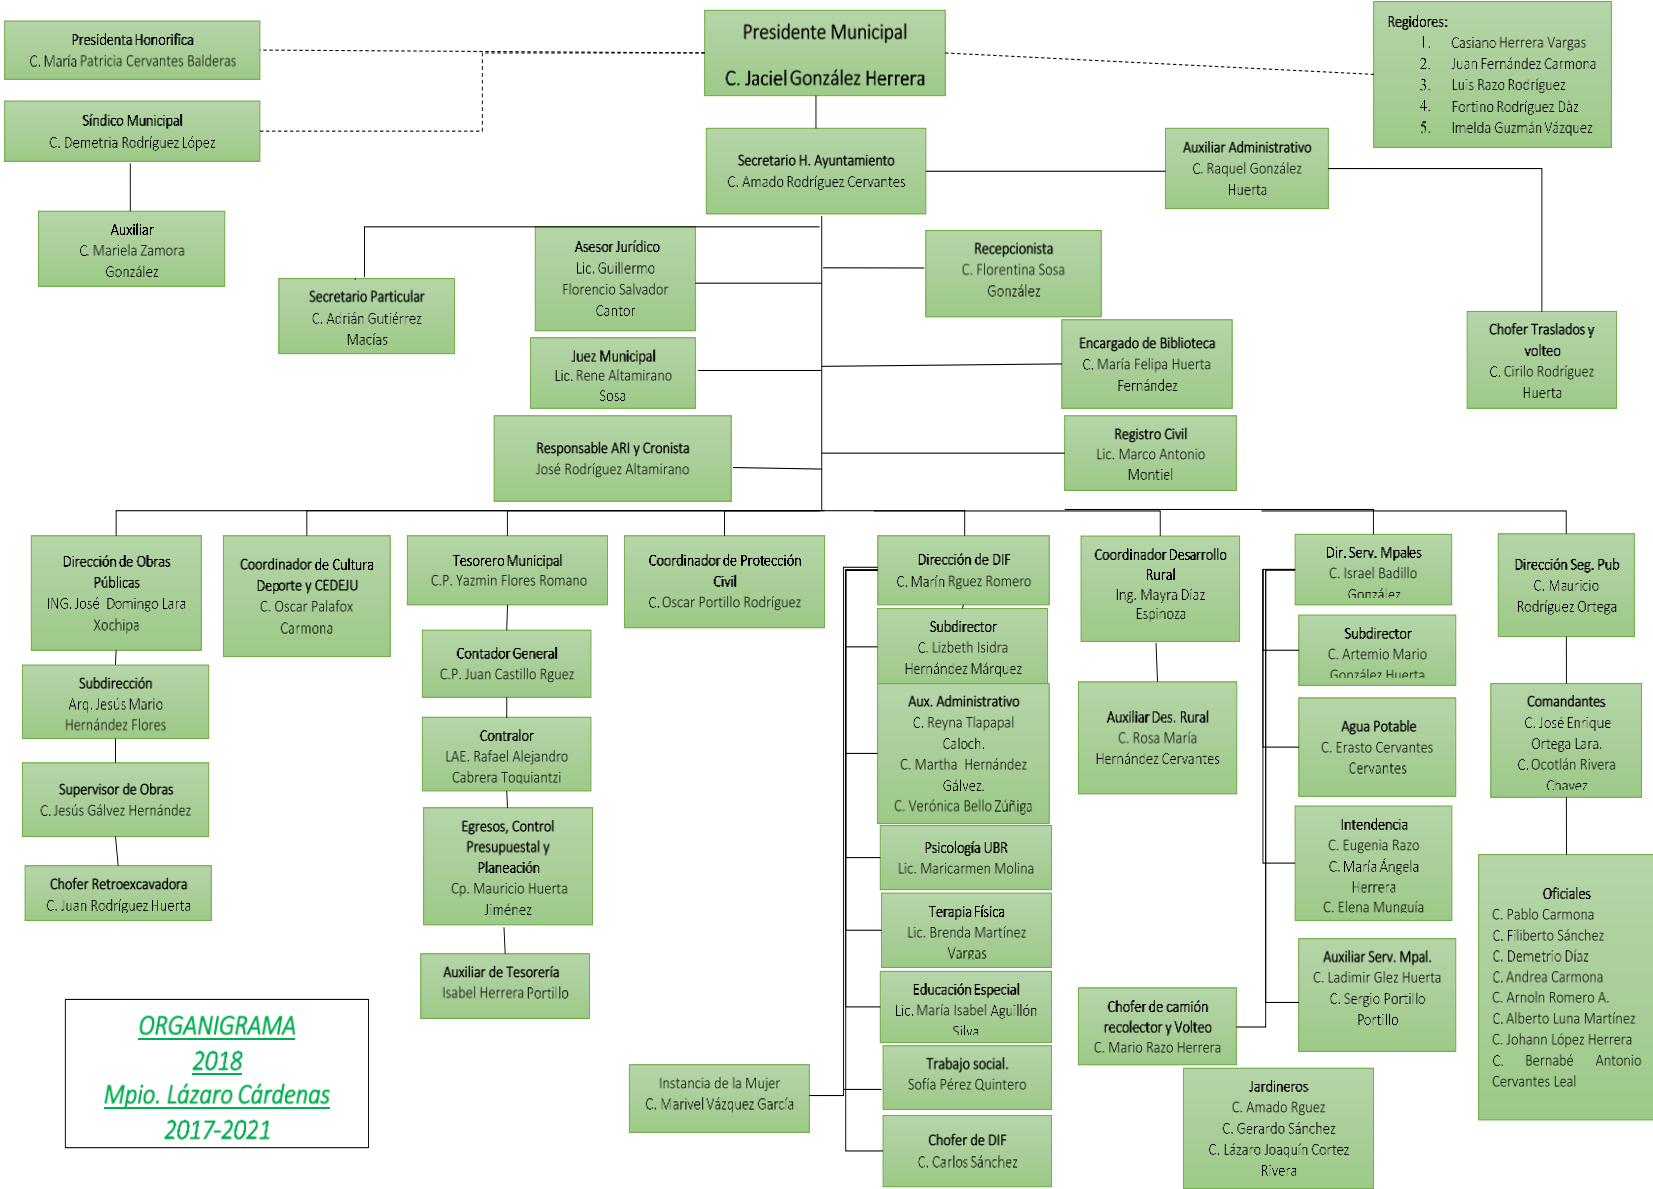 Presidenta Honorifica
C. María Patricia Cervantes Balderas
Presidente Municipal
C. Jaciel González Herrera
Regidores:
1. Casiano Herrera Vargas
2. Juan Fernández Carmona
3. Luis Razo Rodríguez
4. Fortino Rodríguez Dàz
5. Imelda Guzmán Vázquez
Síndico Municipal
C. Demetria Rodríguez López
Secretario H. Ayuntamiento
C. Amado Rodríguez Cervantes
Auxiliar Administrativo
C. Raquel González
Huerta
Auxiliar
C. Mariela Zamora
González
Secretario Particular
C. Adrián Gutiérrez
Macías
Asesor Jurídico
Lic. Guillermo
Florencio Salvador
Cantor
Recepcionista
C. Florentina Sosa
González
Chofer Traslados y
volteo
C. Cirilo Rodríguez
Huerta
Juez Municipal
Lic. Rene Altamirano
Sosa
Encargado de Biblioteca
C. María Felipa Huerta
Fernández
Responsable ARI y Cronista
José Rodríguez Altamirano
Registro Civil
Lic. Marco Antonio
Montiel
Dirección de Obras
Públicas
ING. José Domingo Lara
Xochipa
Subdirección
Arq. Jesús Mario
Hernández Flores
Supervisor de Obras
C. Jesús Gálvez Hernández
Chofer Retroexcavadora
C. Juan Rodríguez Huerta
Coordinador de Cultura
Deporte y CEDEJU
C. Oscar Palafox
Carmona
Tesorero Municipal
C.P. Yazmin Flores Romano
Contador General
C.P. Juan Castillo Rguez
Contralor
LAE. Rafael Alejandro
Cabrera Toquiantzi
Egresos, Control
Presupuestal y
Planeación
Cp. Mauricio Huerta
Jiménez
Auxiliar de Tesorería
Isabel Herrera Portillo
Coordinador de Protección
Civil
C. Oscar Portillo Rodríguez
Dirección de DIF
C. Marín Rguez Romero
Subdirector
C. Lizbeth Isidra
Hernández Márquez
Aux. Administrativo
C. Reyna Tlapapal
Caloch.
C. Martha Hernández
Gálvez.
C. Verónica Bello Zúñiga
Psicología UBR
Lic. Maricarmen Molina
Terapia Física
Lic. Brenda Martínez
Vargas
Educación Especial
Lic. María Isabel Aguillón
Silva
Trabajo social.
Sofía Pérez Quintero
Instancia de la Mujer
C. Marivel Vázquez García
Chofer de DIF
C. Carlos Sánchez
Coordinador Desarrollo
Rural
Ing. Mayra Díaz
Espinoza
Auxiliar Des. Rural
C. Rosa María
Hernández Cervantes
Dir. Serv. Mpales
C. Israel Badillo
González
Subdirector
C. Artemio Mario
González Huerta
Agua Potable
C. Erasto Cervantes
Cervantes
Intendencia
C. Eugenia Razo
C. María Ángela
Herrera
C. Elena Munguía
Auxiliar Serv. Mpal.
C. Ladimir Glez Huerta
C. Sergio Portillo
Portillo
Chofer de camión
recolector y Volteo
C. Mario Razo Herrera
Jardineros
C. Amado Rguez
C. Gerardo Sánchez
C. Lázaro Joaquín Cortez
Rivera
Dirección Seg. Pub
C. Mauricio
Rodríguez Ortega
Comandantes
C. José Enrique
Ortega Lara.
C. Ocotlán Rivera
Chavez
Oficiales
C. Pablo Carmona
C. Filiberto Sánchez
C. Demetrio Díaz
C. Andrea Carmona
C. Arnoln Romero A.
C. Alberto Luna Martínez
C. Johann López Herrera
C. Bernabé Antonio
Cervantes Leal
ORGANIGRAMA
2018
Mpio. Lázaro Cárdenas
2017-2021